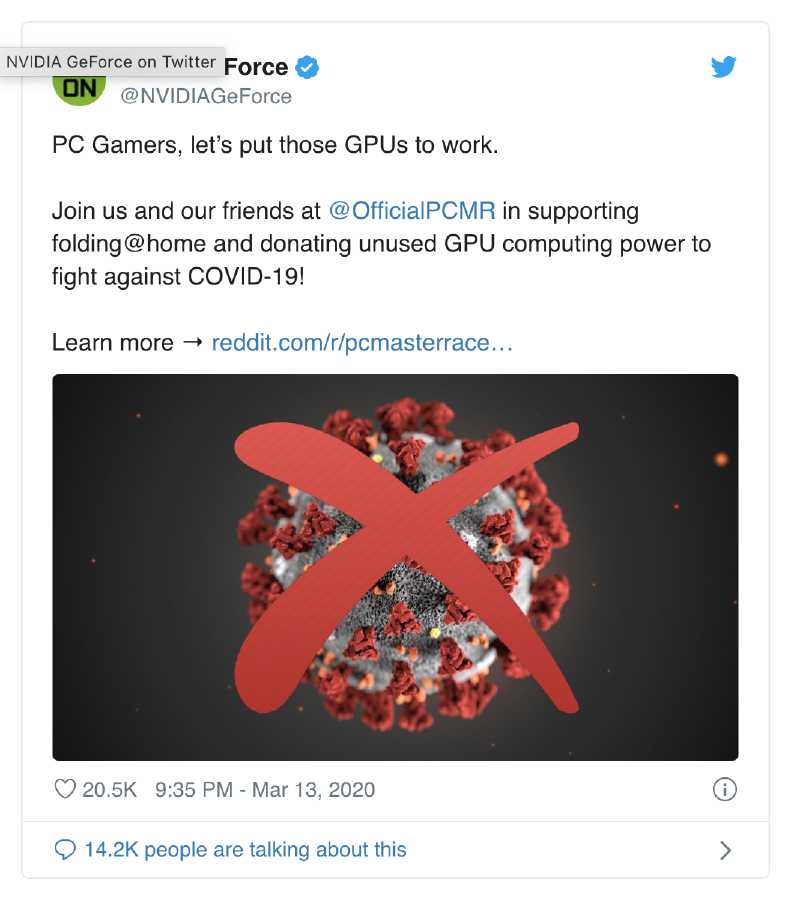 NVIDIA GeForce on Twitter
Force
ON
@NVIDIAGeForce
PC Gamers, let’s put those GPUs to work.
Join us and our friends at @OfficialPCMR in supporting
folding@home and donating unused GPU computing power to
fight against COVID-19!
Learn more → reddit.com/r/pcmasterrace…
20.5K 9:35 PM - Mar 13, 2020
14.2K people are talking about this